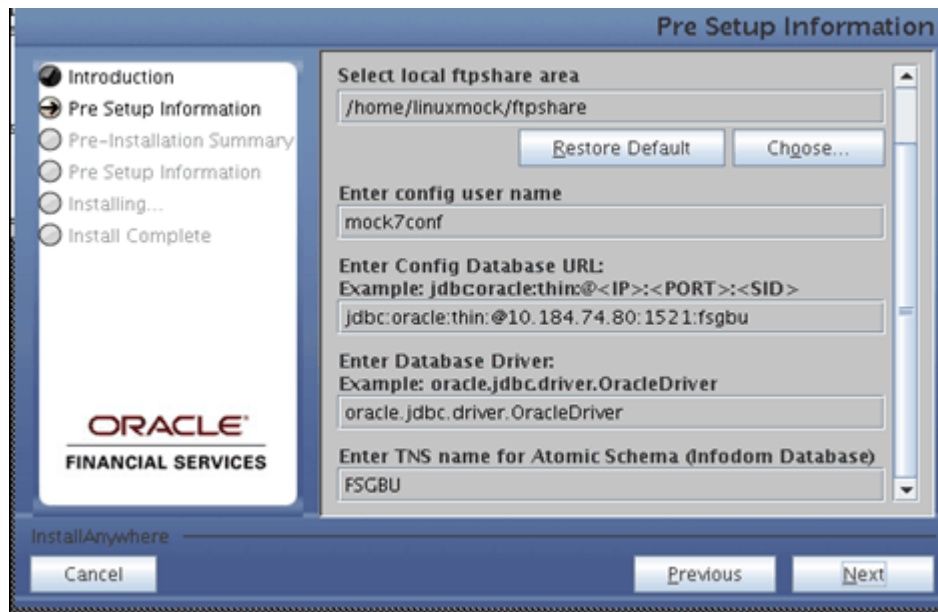 Pre Setup Information
Introduction
Pre Setup Information
Pre-Installation Summary
Pre Setup Information
Installing...
Install Complete
ORACLE®
FINANCIAL SERVICES
Select local ftpshare area
/home/linuxmock/ftpshare
Restore Default
Choose...
Enter config user name
mock7conf
Enter Config Database URL:
Example: jdbc:oracle:thin:@<IP>:<PORT>:<SID>
jdbc:oracle:thin:@10.184.74.80:1521:fsgbu
Enter Database Driver:
Example: oracle.jdbc.driver.OracleDriver
oracle.jdbc.driver.OracleDriver
Enter TNS name for Atomic Schema (Infodom Database)
FSGBU
InstallAnywhere
Cancel
Previous
Next